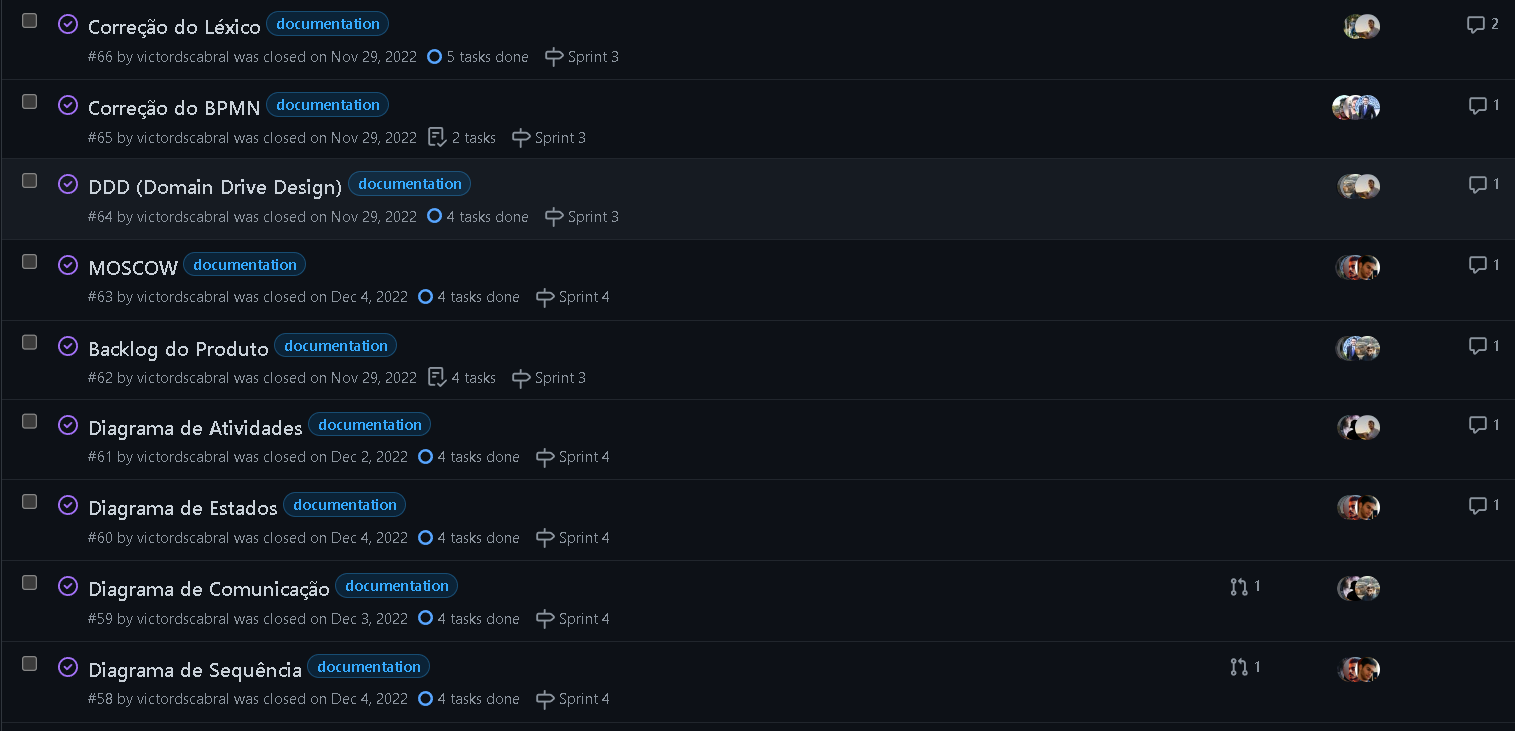 Correção do Léxico documentation 2
#66 by victordscabral was closed on Nov 29, 2022 5 tasks done Sprint 3
Correção do BPMN documentation 1
#65 by victordscabral was closed on Nov 29, 2022 2 tasks Sprint 3
DDD (Domain Drive Design) documentation 1
#64 by victordscabral was closed on Nov 29, 2022 4 tasks done Sprint 3
MOSCOW documentation 1
#63 by victordscabral was closed on Dec 4, 2022 4 tasks done Sprint 4
Backlog do Produto documentation 1
#62 by victordscabral was closed on Nov 29, 2022 4 tasks Sprint 3
Diagrama de Atividades documentation 1
#61 by victordscabral was closed on Dec 2, 2022 4 tasks done Sprint 4
Diagrama de Estados documentation 1
#60 by victordscabral was closed on Dec 4, 2022 4 tasks done Sprint 4
Diagrama de Comunicação documentation 1
#59 by victordscabral was closed on Dec 3, 2022 4 tasks done Sprint 4
Diagrama de Sequência documentation 1
#58 by victordscabral was closed on Dec 4, 2022 4 tasks done Sprint 4